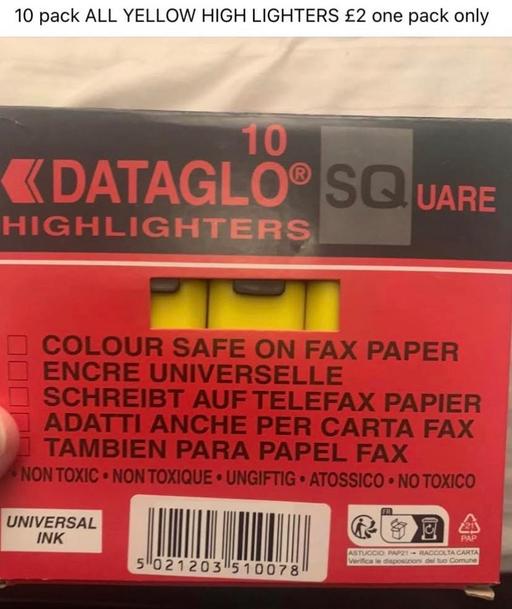 10 pack ALL YELLOW HIGH LIGHTERS £2 one pack only
10
DATAGLO® SQUARE
HIGHLIGHTERS
COLOUR SAFE ON FAX PAPER
ENCRE UNIVERSELLE
SCHREIBT AUF TELEFAX PAPIER
ADATTI ANCHE PER CARTA FAX
TAMBIEN PARA PAPEL FAX
• NON TOXIC • NON TOXIQUE • UNGIFTIG • ATOSSICO • NO TOXICO
UNIVERSAL
INK
5 021203 510078
FR
21
PAP
ASTUCCIO: PAP21 → RACCOLTA CARTA
Verifica le disposizioni del tuo Comune